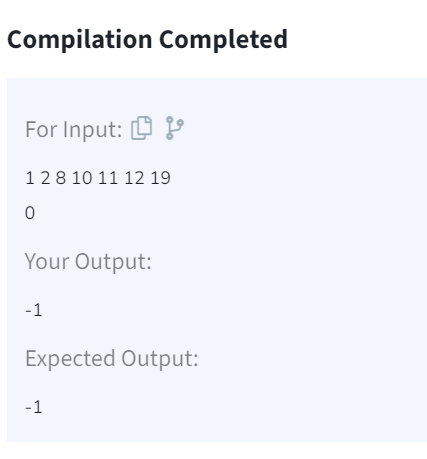 Compilation Completed
For Input:
1 2 8 10 11 12 19
0
Your Output:
-1
Expected Output:
-1